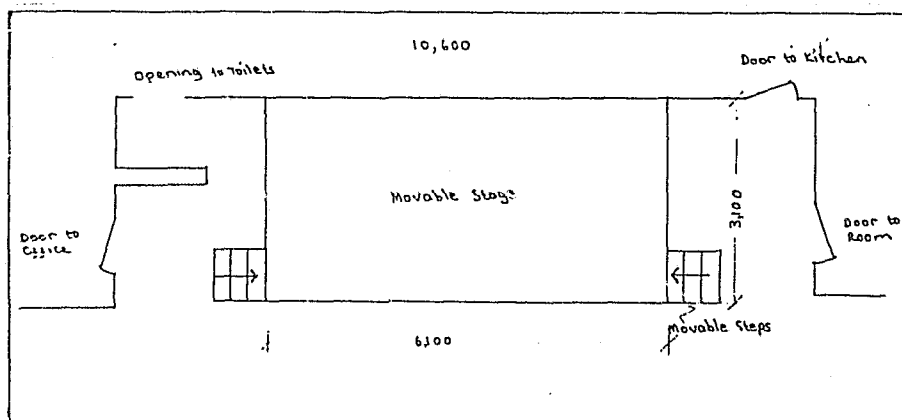 10,600
Opening to Toilets
Door to Kitchen
Movable Stage
3,100
Door to
Office
Door to
Room
6,100
Movable Steps